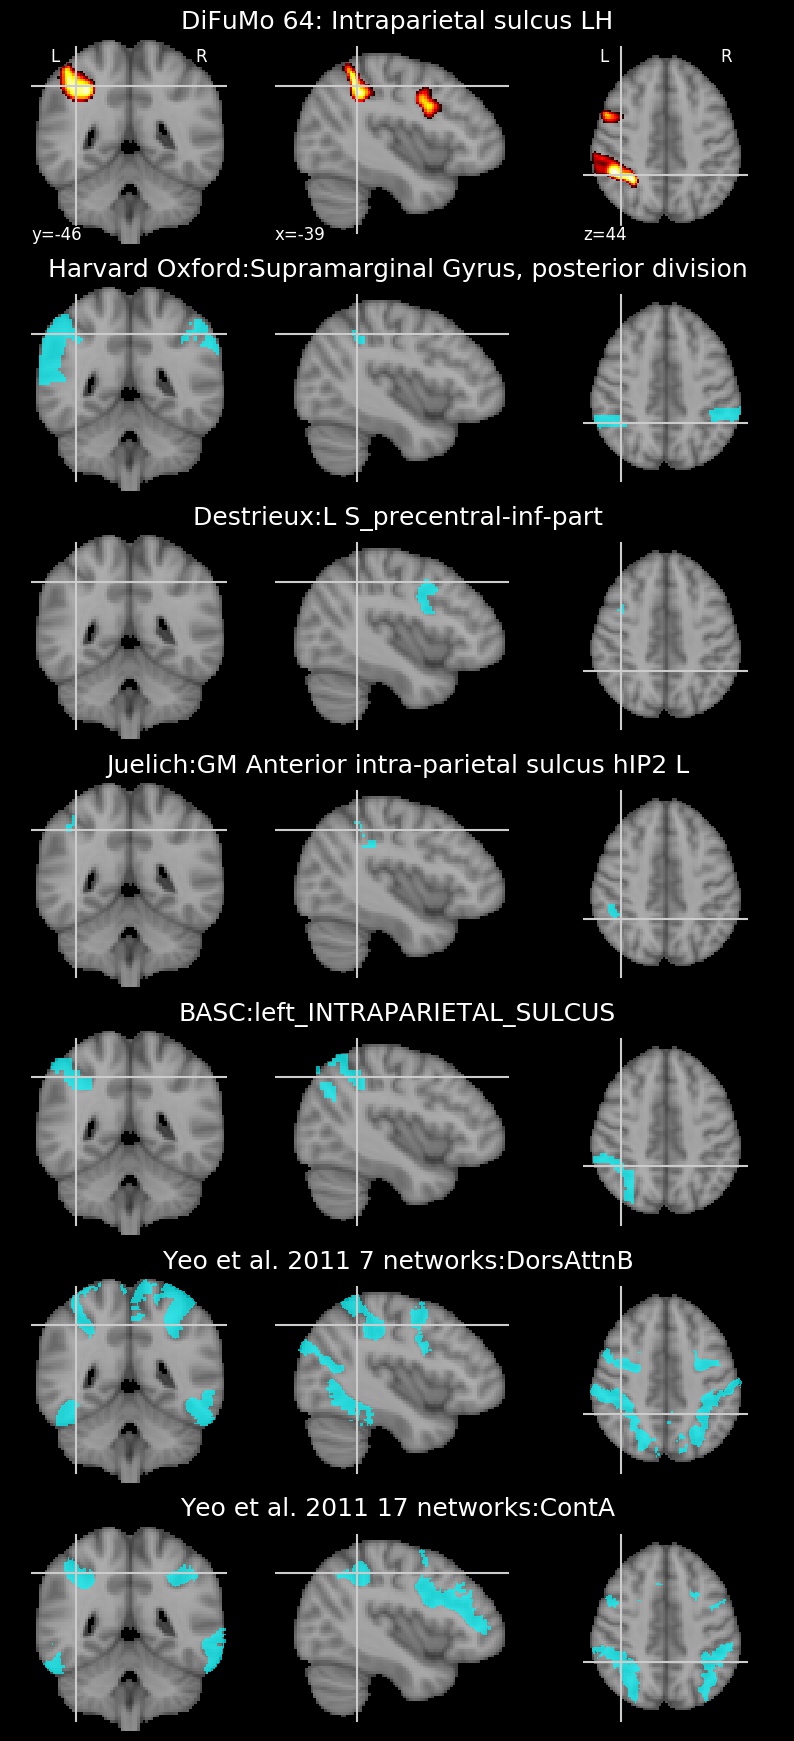 DiFuMo 64: Intraparietal sulcus LH
L R L R
y=-46 x=-39 z=44
Harvard Oxford:Supramarginal Gyrus, posterior division
Destrieux:L S_precentral-inf-part
Juelich:GM Anterior intra-parietal sulcus hIP2 L
BASC:left_INTRAPARIETAL_SULCUS
Yeo et al. 2011 7 networks:DorsAttnB
Yeo et al. 2011 17 networks:ContA